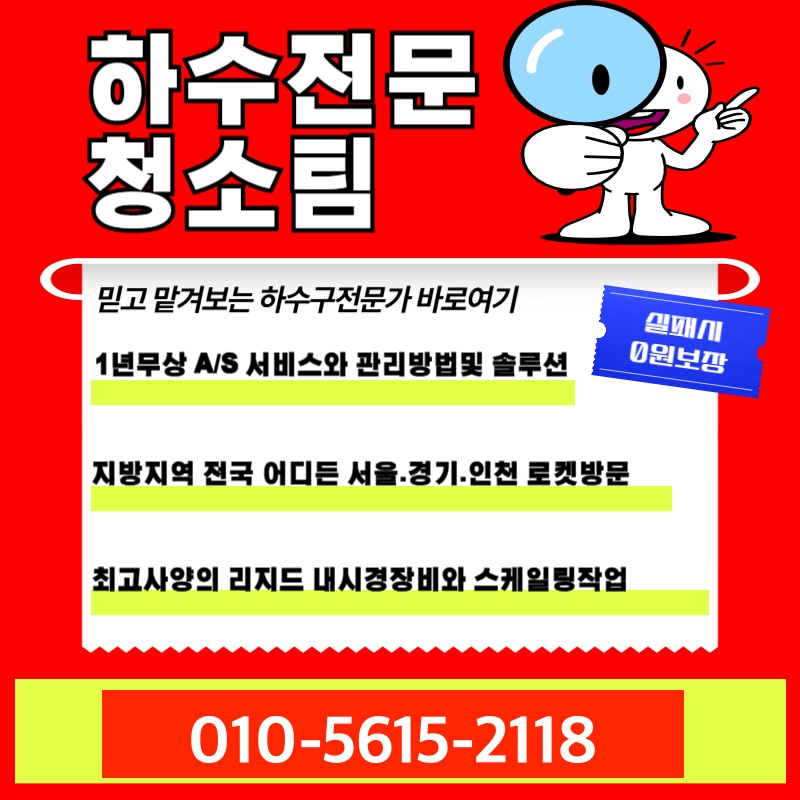 하수전문
청소팀
믿고 맡겨보는 하수구전문가 바로여기
실패시
0원보장
1년무상 A/S 서비스와 관리방법및 솔루션
지방지역 전국 어디든 서울.경기.인천 로켓방문
최고사양의 리지드 내시경장비와 스케일링작업
010-5615-2118